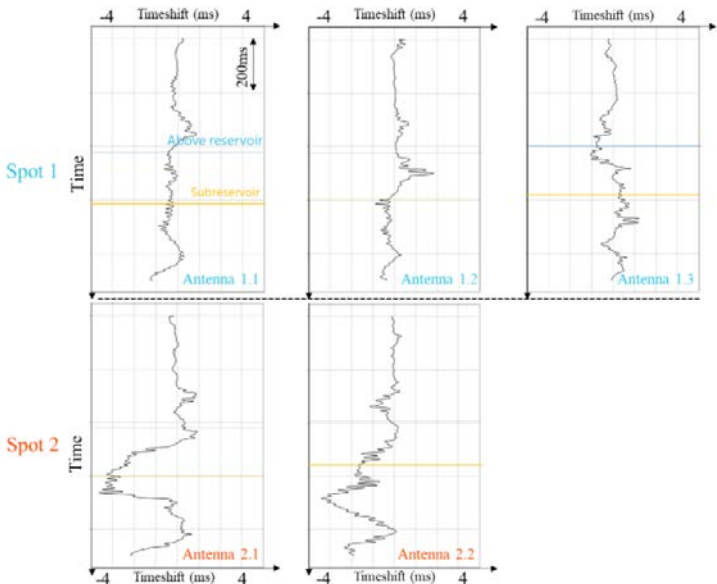 -4 Timeshift (ms) 4 -4 Timeshift (ms) 4 -4 Timeshift (ms) 4
200ms
Above reservoir
Spot 1
Time
Subreservoir
Antenna 1.1 Antenna 1.2 Antenna 1.3
Spot 2
Time
Antenna 2.1 Antenna 2.2
-4 Timeshift (ms) 4 -4 Timeshift (ms) 4